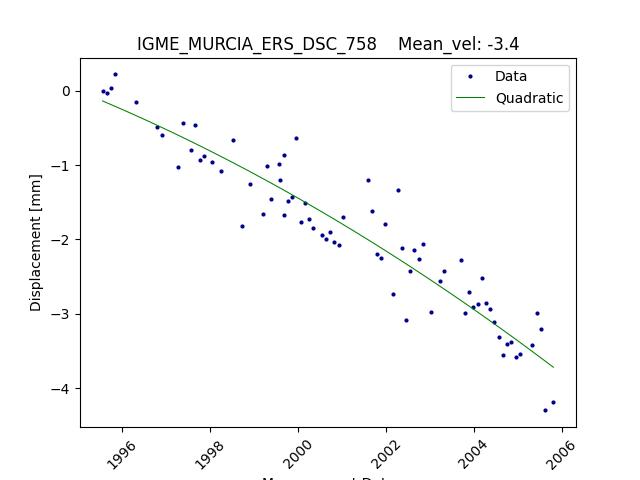 IGME_MURCIA_ERS_DSC_758    Mean_vel: -3.4
Data
Quadratic
Displacement [mm]
0
−1
−2
−3
−4
1996
1998
2000
2002
2004
2006